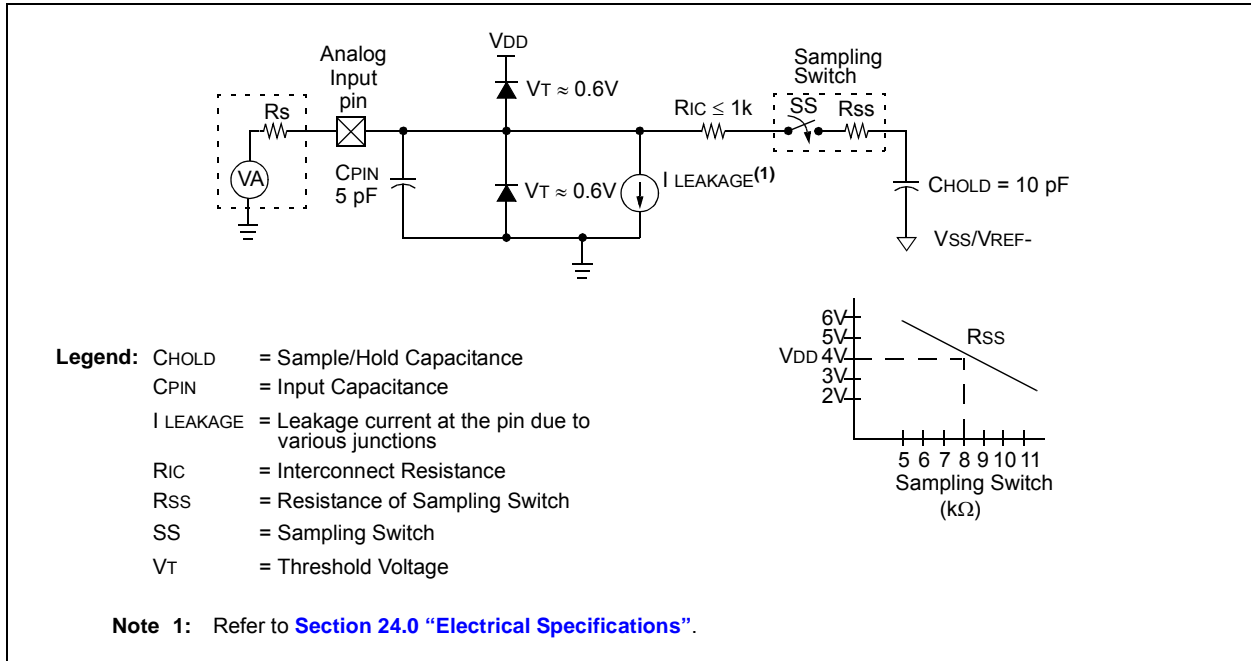 VDD
Analog
Input
pin
VT ≈ 0.6V
Sampling
Switch
Rs
RIC ≤ 1k
SS
Rss
VA
CPIN
5 pF
VT ≈ 0.6V
I LEAKAGE(1)
CHOLD = 10 pF
VSS/VREF-
6V
5V
VDD 4V
3V
2V
RSS
5 6 7 8 9 10 11
Sampling Switch
(kΩ)
Legend: CHOLD = Sample/Hold Capacitance
CPIN = Input Capacitance
I LEAKAGE = Leakage current at the pin due to
various junctions
RIC = Interconnect Resistance
RSS = Resistance of Sampling Switch
SS = Sampling Switch
VT = Threshold Voltage
Note 1: Refer to Section 24.0 “Electrical Specifications”.